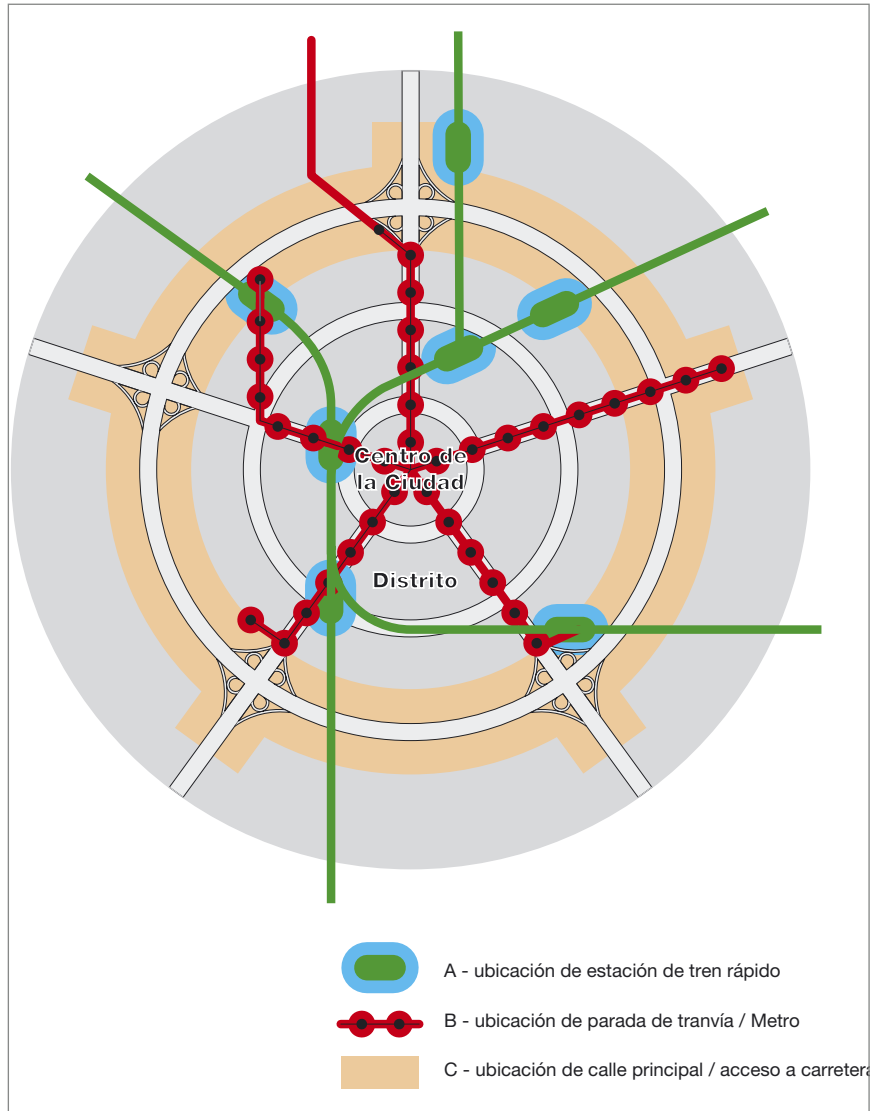 Centro de
la Ciudad
Distrito
A - ubicación de estación de tren rápido
B - ubicación de parada de tranvía / Metro
C - ubicación de calle principal / acceso a carretera